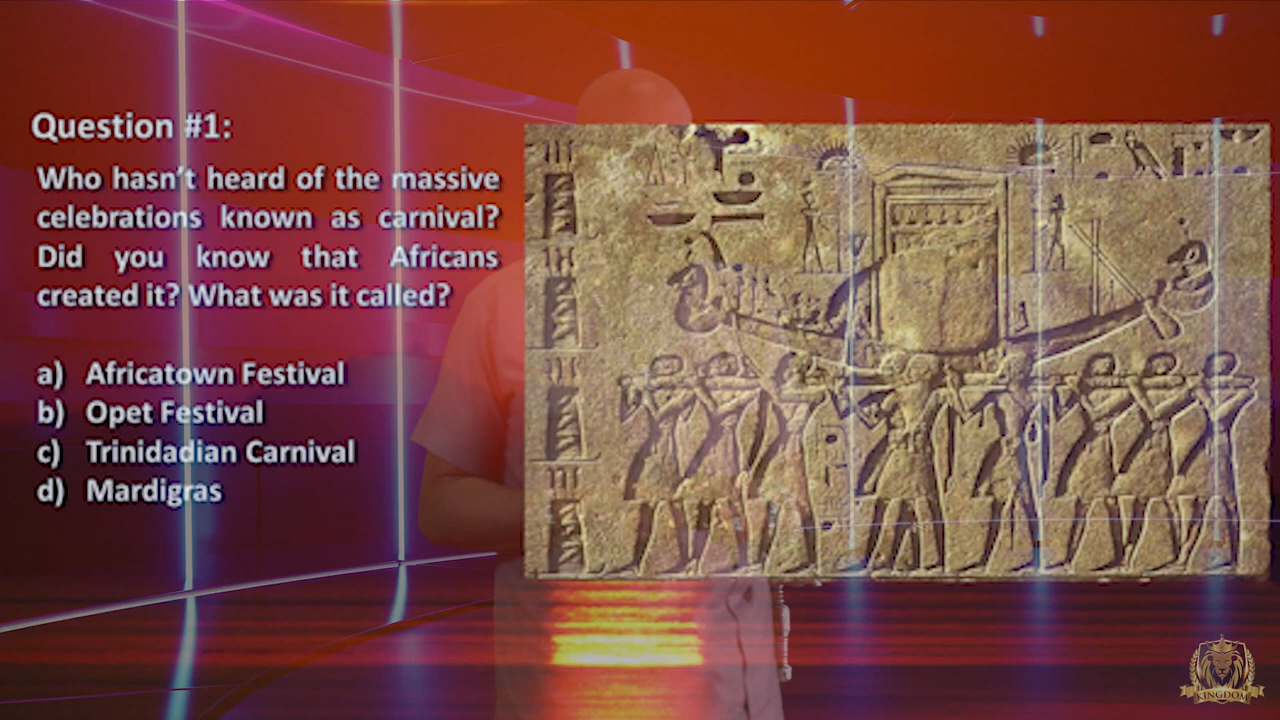 Question #1:
Who hasn't heard of the massive
celebrations known as carnival?
Did you know that Africans
created it? What was it called?
a) Africatown Festival
b) Opet Festival
c) Trinidadian Carnival
d) Mardigras
KINGDOM